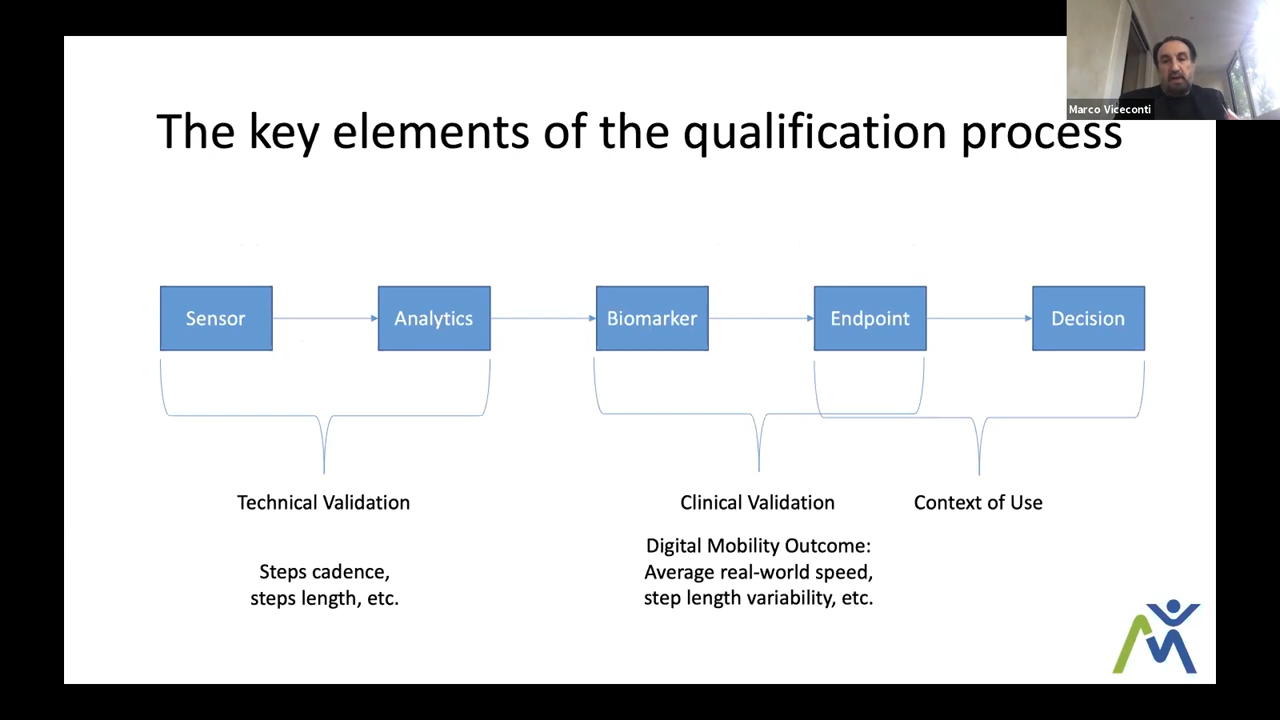 Marco Viceconti
The key elements of the qualification process
Sensor
Analytics
Biomarker
Endpoint
Decision
Technical Validation
Clinical Validation
Context of Use
Steps cadence,
steps length, etc.
Digital Mobility Outcome:
Average real-world speed,
step length variability, etc.